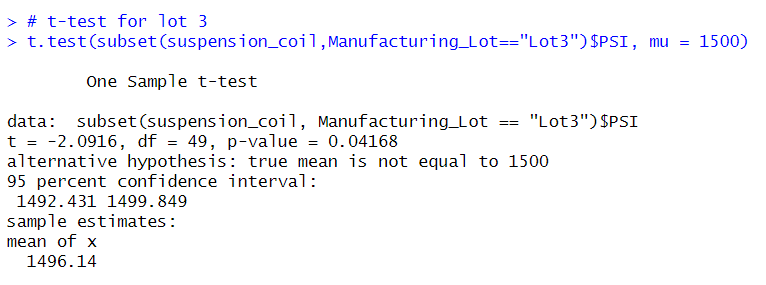 > # t-test for lot 3
> t.test(subset(suspension_coil,Manufacturing_Lot=="Lot3")$PSI, mu = 1500)
One Sample t-test
data:  subset(suspension_coil, Manufacturing_Lot == "Lot3")$PSI
t = -2.0916, df = 49, p-value = 0.04168
alternative hypothesis: true mean is not equal to 1500
95 percent confidence interval:
1492.431 1499.849
sample estimates:
mean of x
1496.14